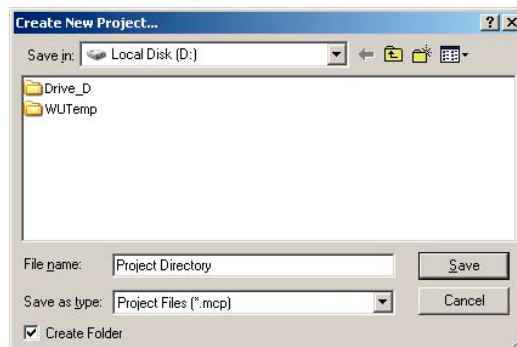 Create New Project...
Save in: Local Disk (D:)
Drive_D
WUTemp
File name: Project Directory Save
Save as type: Project Files (*.mcp) Cancel
Create Folder